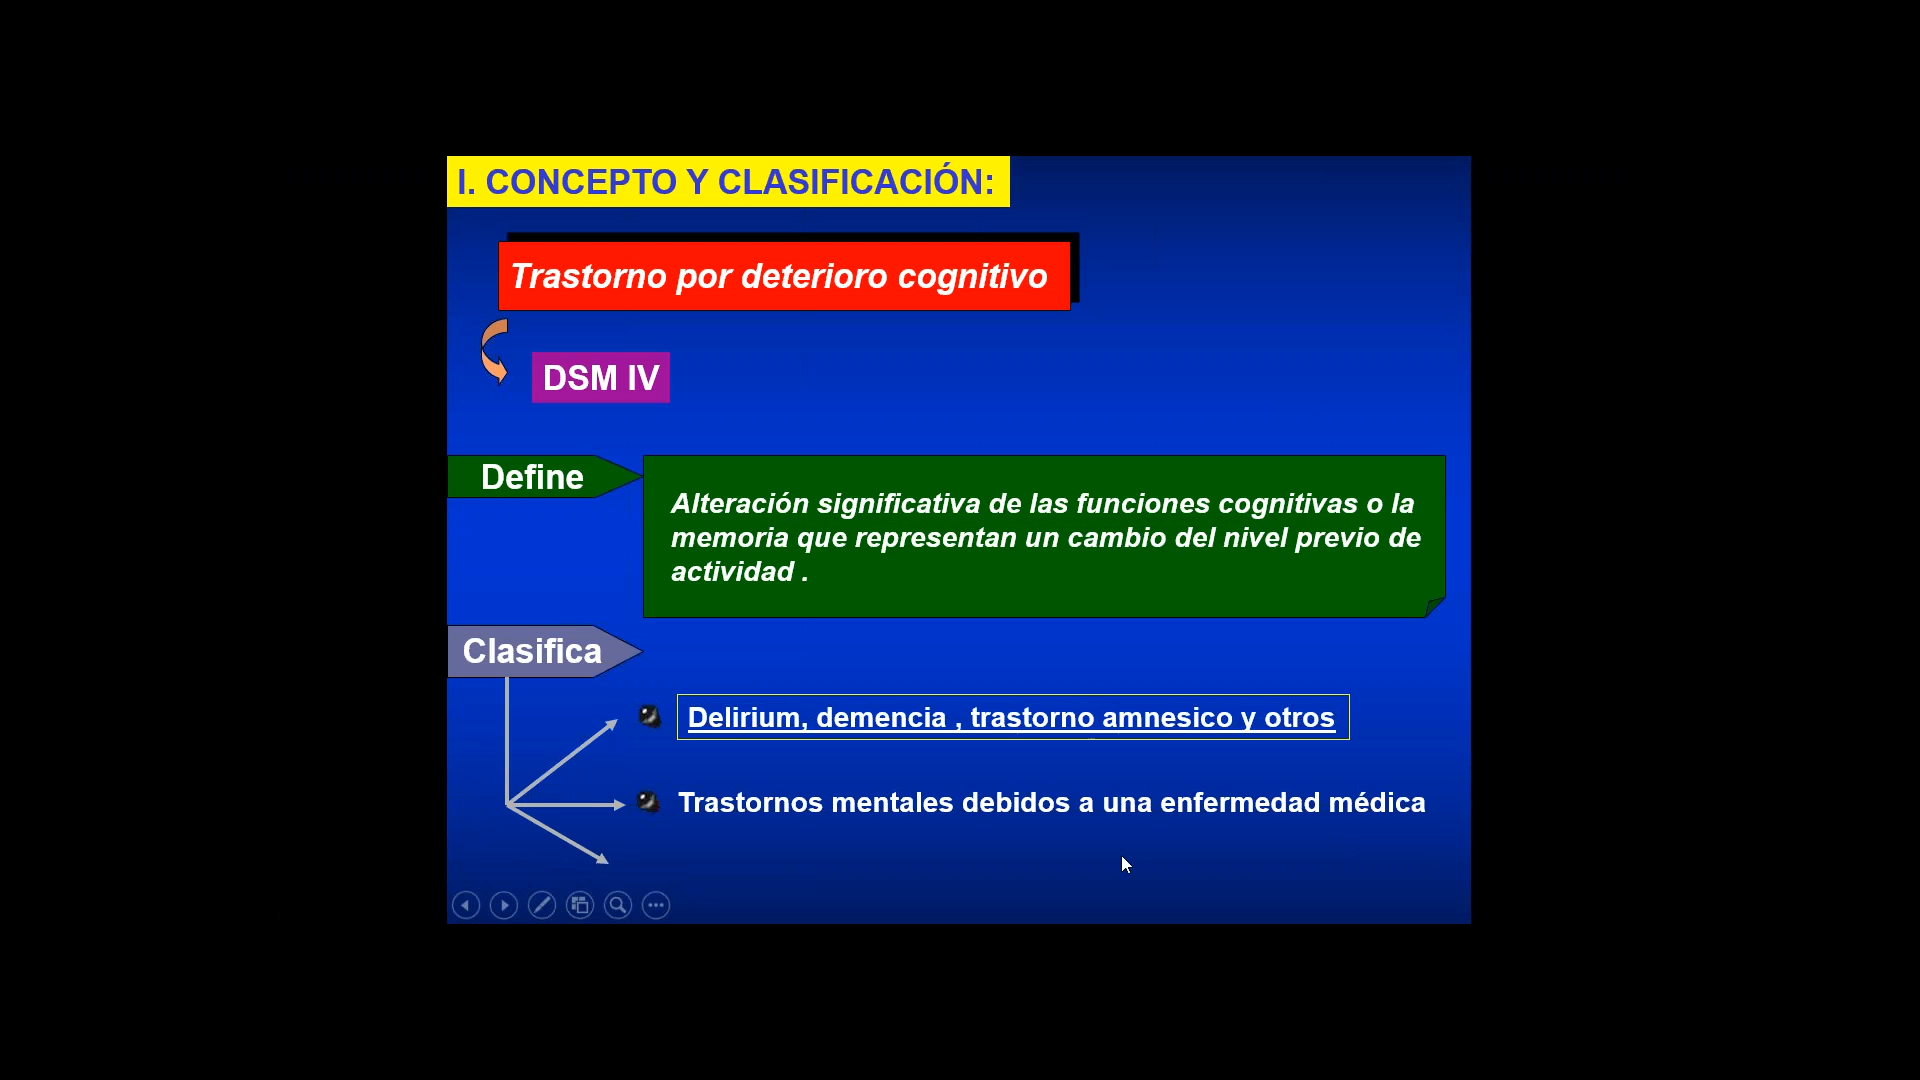 I. CONCEPTO Y CLASIFICACIÓN:
Trastorno por deterioro cognitivo
DSM IV
Define
Alteración significativa de las funciones cognitivas o la
memoria que representan un cambio del nivel previo de
actividad .
Clasifica
Delirium, demencia , trastorno amnesico y otros
Trastornos mentales debidos a una enfermedad médica